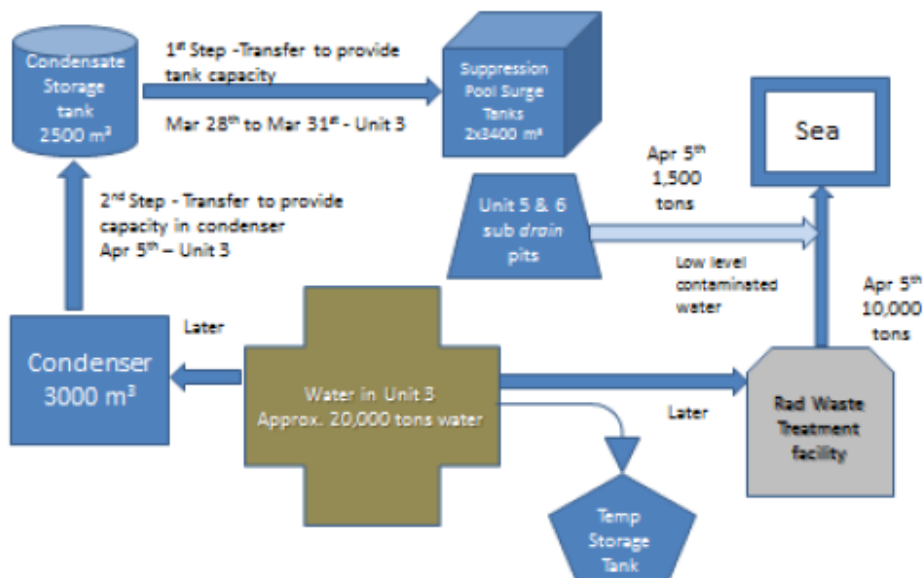 Condensate
Storage
tank
2500 m³
1st Step -Transfer to provide
tank capacity
Mar 28th to Mar 31st - Unit 3
Suppression
Pool Surge
Tanks
2x3400 m³
Sea
2nd Step - Transfer to provide
capacity in condenser
Apr 5th – Unit 3
Unit 5 & 6
sub drain
pits
Apr 5th
1,500
tons
Low level
contaminated
water
Apr 5th
10,000
tons
Condenser
3000 m³
Later
Water in Unit 3
Approx. 20,000 tons water
Later
Rad Waste
Treatment
facility
Temp
Storage
Tank